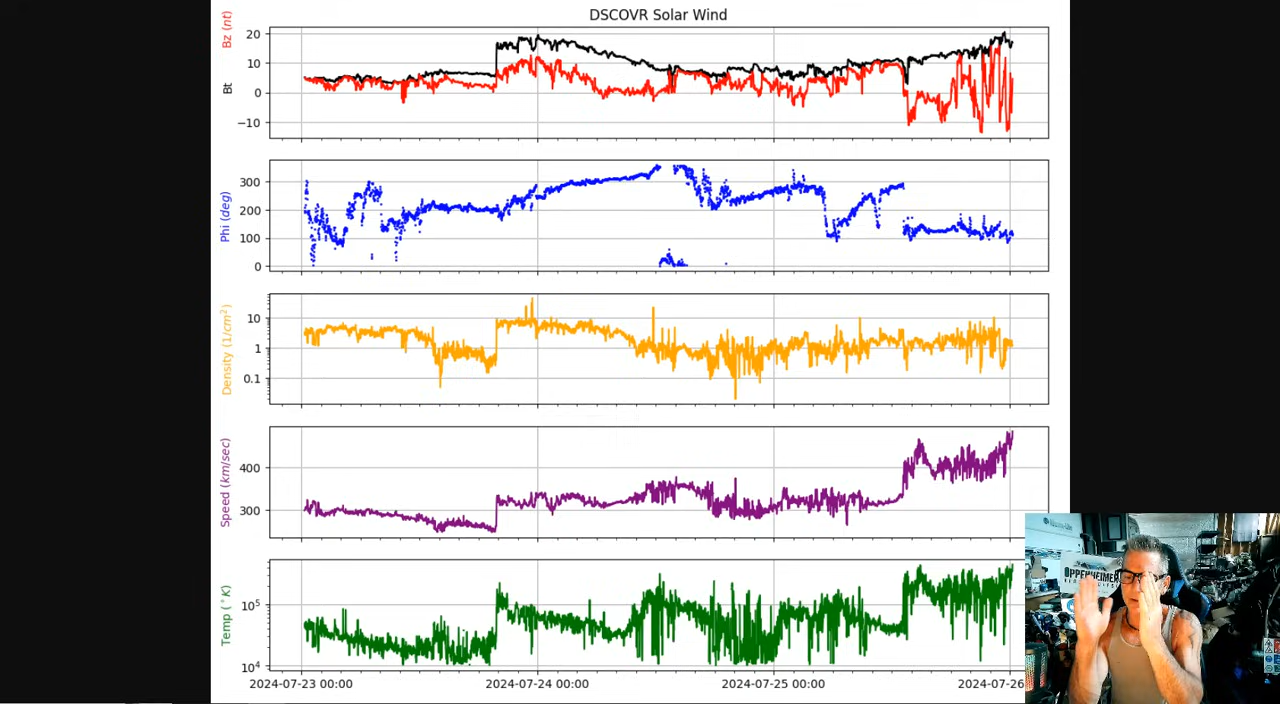 DSCOVR Solar Wind
Bz (nt)
Bt
20
10
0
−10
Phi (deg)
300
200
100
0
Density (1/cm²)
10
1
0.1
Speed (km/sec)
400
300
Temp (°K)
10⁵
10⁴
2024-07-23 00:00
2024-07-24 00:00
2024-07-25 00:00
2024-07-26
OPPENHEIMER